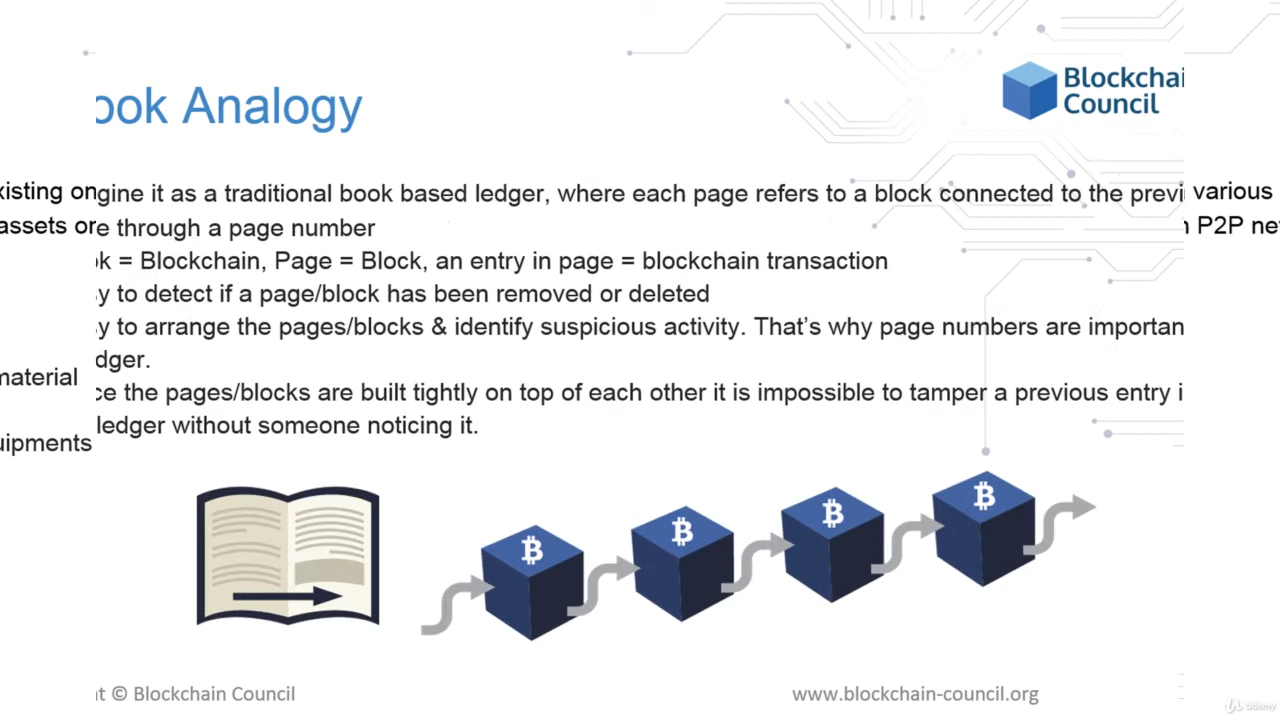 ook Analogy
Blockchai
Council
xisting on
gine it as a traditional book based ledger, where each page refers to a block connected to the previ
various
assets or
e through a page number
n P2P ne
ok = Blockchain, Page = Block, an entry in page = blockchain transaction
y to detect if a page/block has been removed or deleted
y to arrange the pages/blocks & identify suspicious activity. That's why page numbers are importan
dger.
material
ce the pages/blocks are built tightly on top of each other it is impossible to tamper a previous entry i
ledger without someone noticing it.
uipments
t © Blockchain Council
www.blockchain-council.org
Udemy